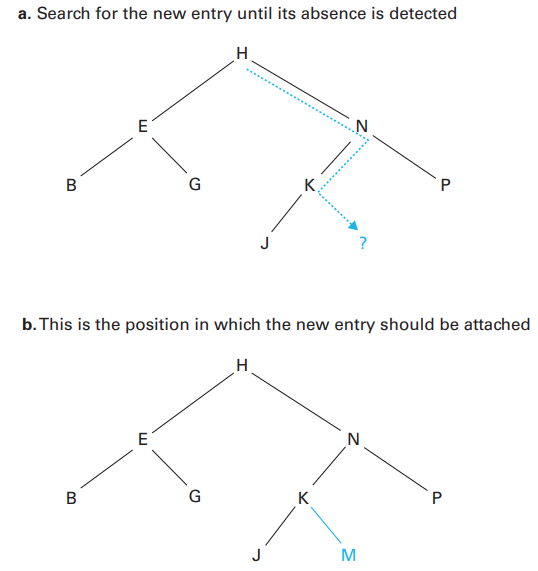 a. Search for the new entry until its absence is detected
H
E
N
B
G
K
P
J
?
b. This is the position in which the new entry should be attached
H
E
N
B
G
K
P
J
M